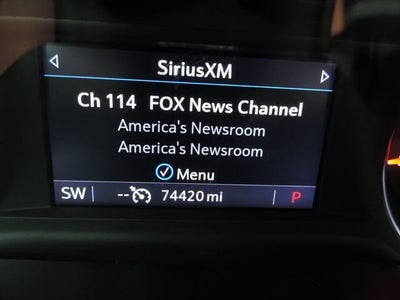 SiriusXM
Ch 114 FOX News Channel
America's Newsroom
America's Newsroom
Menu
SW -- 74420 mi P